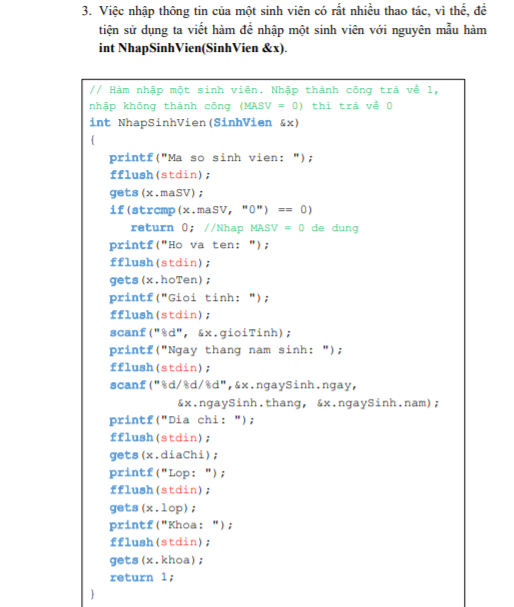 3. Việc nhập thông tin của một sinh viên có rất nhiều thao tác, vì thế, để
tiện sử dụng ta viết hàm để nhập một sinh viên với nguyên mẫu hàm
int NhapSinhVien(SinhVien &x).
// Hàm nhập một sinh viên. Nhập thành công trả về 1,
nhập không thành công (MASV = 0) thì trả về 0
int NhapSinhVien(SinhVien &x)
{
printf("Ma so sinh vien: ");
fflush(stdin);
gets(x.maSV);
if(strcmp(x.maSV, "0") == 0)
return 0; //Nhap MASV = 0 de dung
printf("Ho va ten: ");
fflush(stdin);
gets(x.hoTen);
printf("Gioi tinh: ");
fflush(stdin);
scanf("%d", &x.gioiTinh);
printf("Ngay thang nam sinh: ");
fflush(stdin);
scanf("%d/%d/%d",&x.ngaySinh.ngay,
&x.ngaySinh.thang, &x.ngaySinh.nam);
printf("Dia chi: ");
fflush(stdin);
gets(x.diaChi);
printf("Lop: ");
fflush(stdin);
gets(x.lop);
printf("Khoa: ");
fflush(stdin);
gets(x.khoa);
return 1;
}